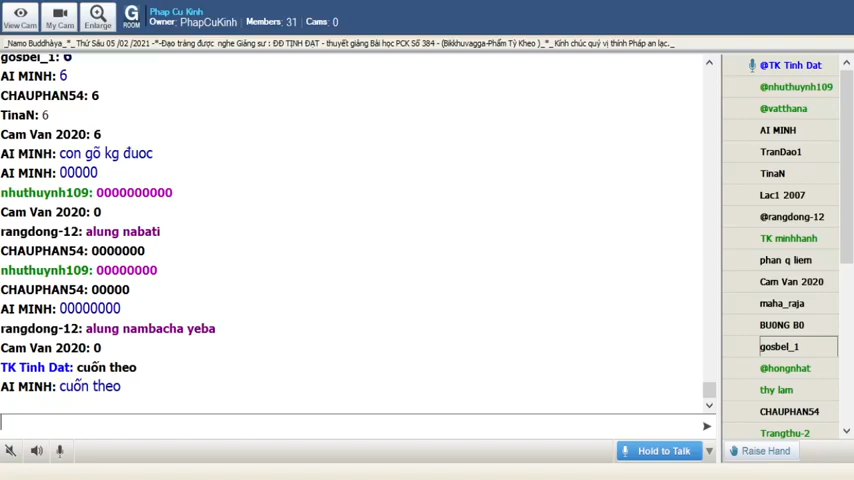 View Cam
My Cam
Enlarge
G
ROOM
Phap Cu Kinh
Owner: PhapCuKinh , Members: 31 , Cams: 0
_Namo Buddhàya_*_ Thứ Sáu 05 /02 /2021 -*-Đạo tràng được nghe Giảng sư : ĐĐ TỊNH ĐẠT - thuyết giảng Bài học PCK Số 384 - (Bikkhuvagga-Phẩm Tỳ Kheo )_*_ Kính chúc quý vị thính Pháp an lạc._
gosbel_1: 6
AI MINH: 6
CHAUPHAN54: 6
TinaN: 6
Cam Van 2020: 6
AI MINH: con gõ kg đuoc
AI MINH: 00000
nhuthuynh109: 0000000000
Cam Van 2020: 0
rangdong-12: alung nabati
CHAUPHAN54: 0000000
nhuthuynh109: 00000000
CHAUPHAN54: 00000
AI MINH: 00000000
rangdong-12: alung nambacha yeba
Cam Van 2020: 0
TK Tinh Dat: cuốn theo
AI MINH: cuốn theo
Hold to Talk
@TK Tinh Dat
@nhuthuynh109
@vatthana
AI MINH
TranDao1
TinaN
Lac1 2007
@rangdong-12
TK minhhanh
phan q liem
Cam Van 2020
maha_raja
BU0NG B0
gosbel_1
@hongnhat
thy lam
CHAUPHAN54
Trangthu-2
Raise Hand